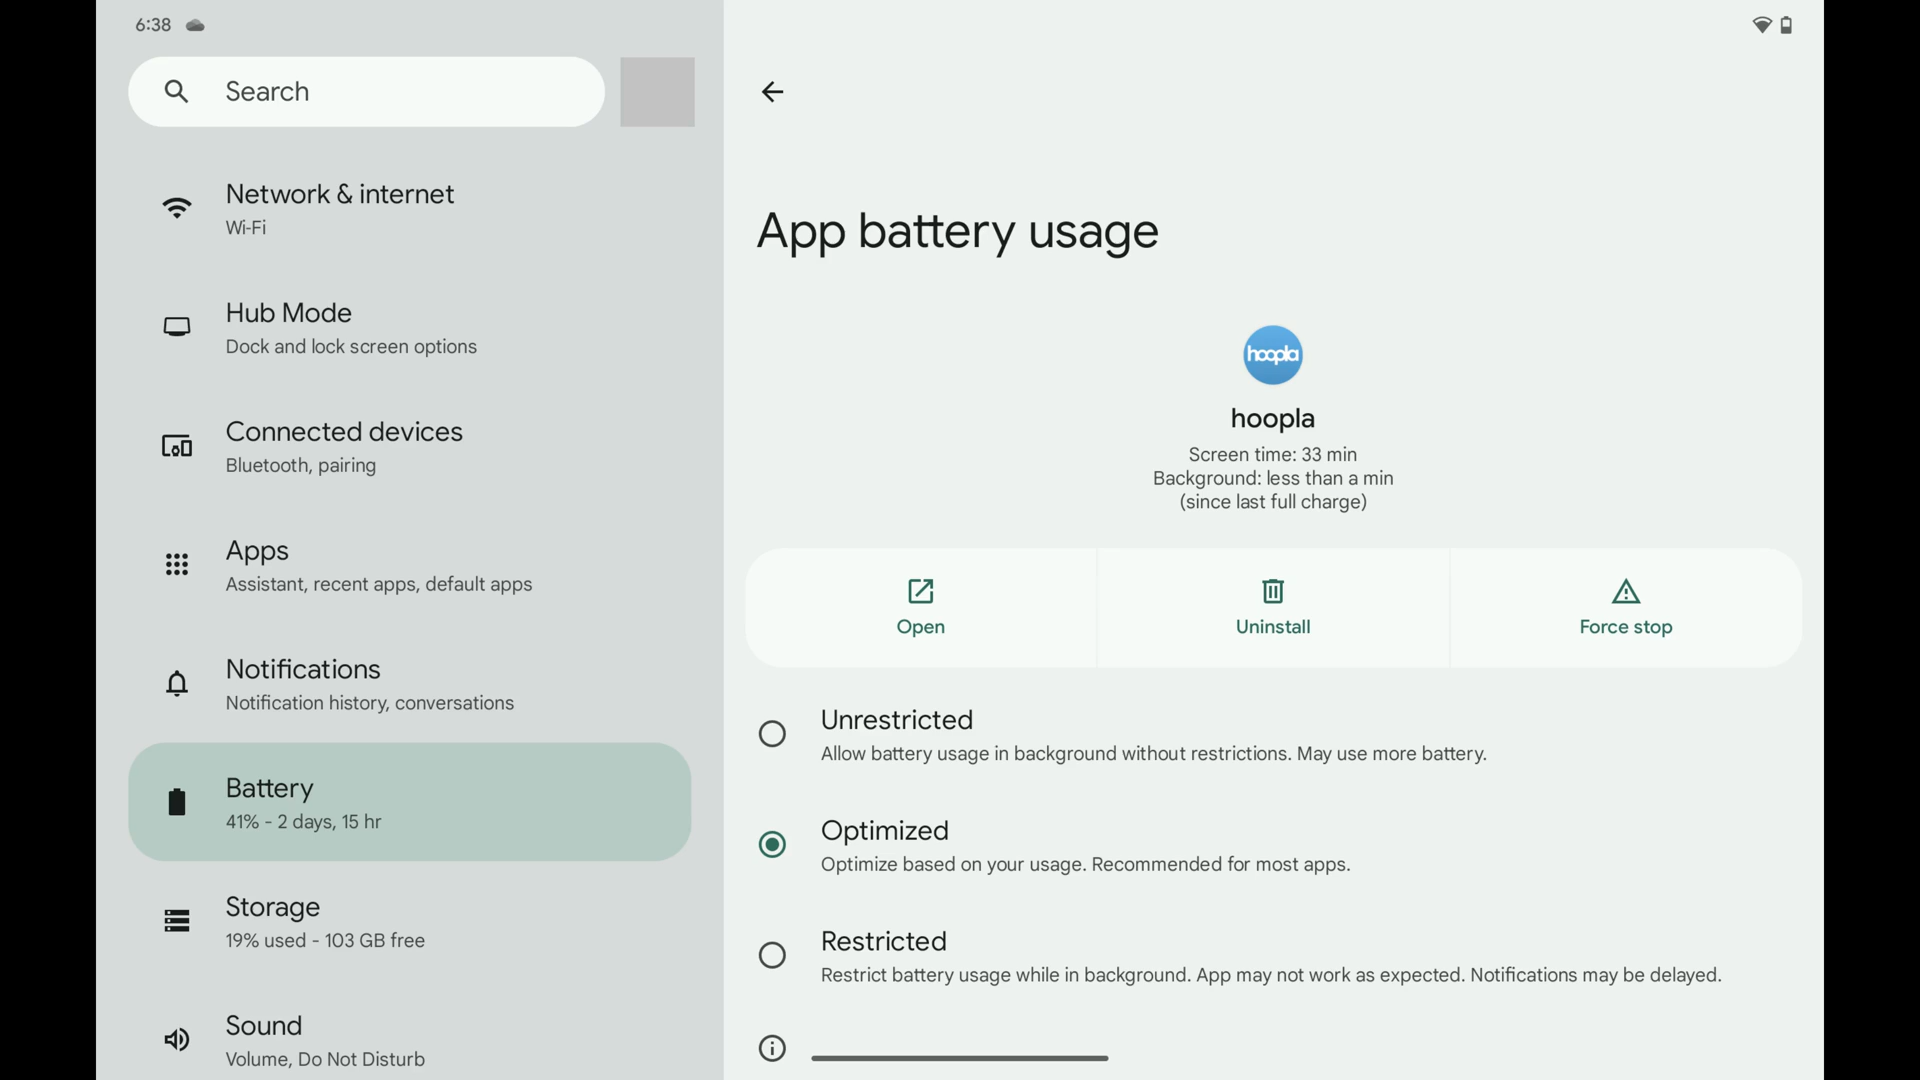 6:38
Search
Network & internet
Wi-Fi
Hub Mode
Dock and lock screen options
Connected devices
Bluetooth, pairing
Apps
Assistant, recent apps, default apps
Notifications
Notification history, conversations
Battery
41% - 2 days, 15 hr
Storage
19% used - 103 GB free
Sound
Volume, Do Not Disturb
App battery usage
hoopla
hoopla
Screen time: 33 min
Background: less than a min
(since last full charge)
Open
Uninstall
Force stop
Unrestricted
Allow battery usage in background without restrictions. May use more battery.
Optimized
Optimize based on your usage. Recommended for most apps.
Restricted
Restrict battery usage while in background. App may not work as expected. Notifications may be delayed.